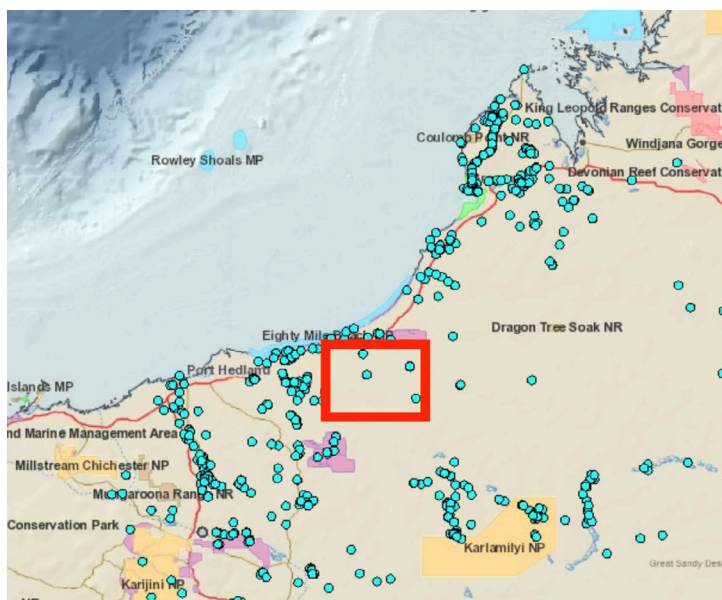 King Leopold Ranges Conservat
Coulomb Point NR
Windjana Gorge
Rowley Shoals MP
Devonian Reef Conservat
Eighty Mile Beach MP
Dragon Tree Soak NR
Port Hedland
Islands MP
nd Marine Management Area
Millstream Chichester NP
Mungaroona Range NR
Conservation Park
Karlamilyi NP
Great Sandy Des
Karijini NP